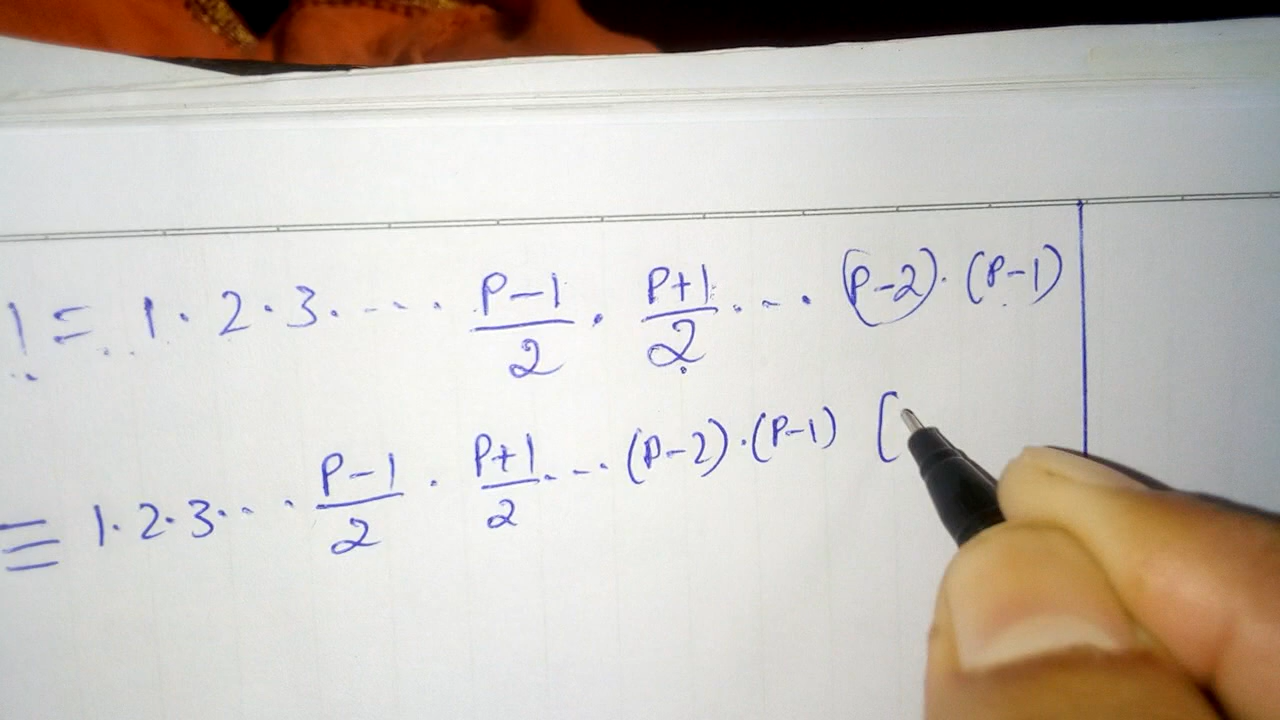 ! = 1 · 2 · 3 . - - . (P-1)/2 · (P+1)/2 . - . (P-2) · (P-1)
≡ 1 · 2 · 3 · - · (P-1)/2 · (P+1)/2 . - - (P-2) · (P-1) [